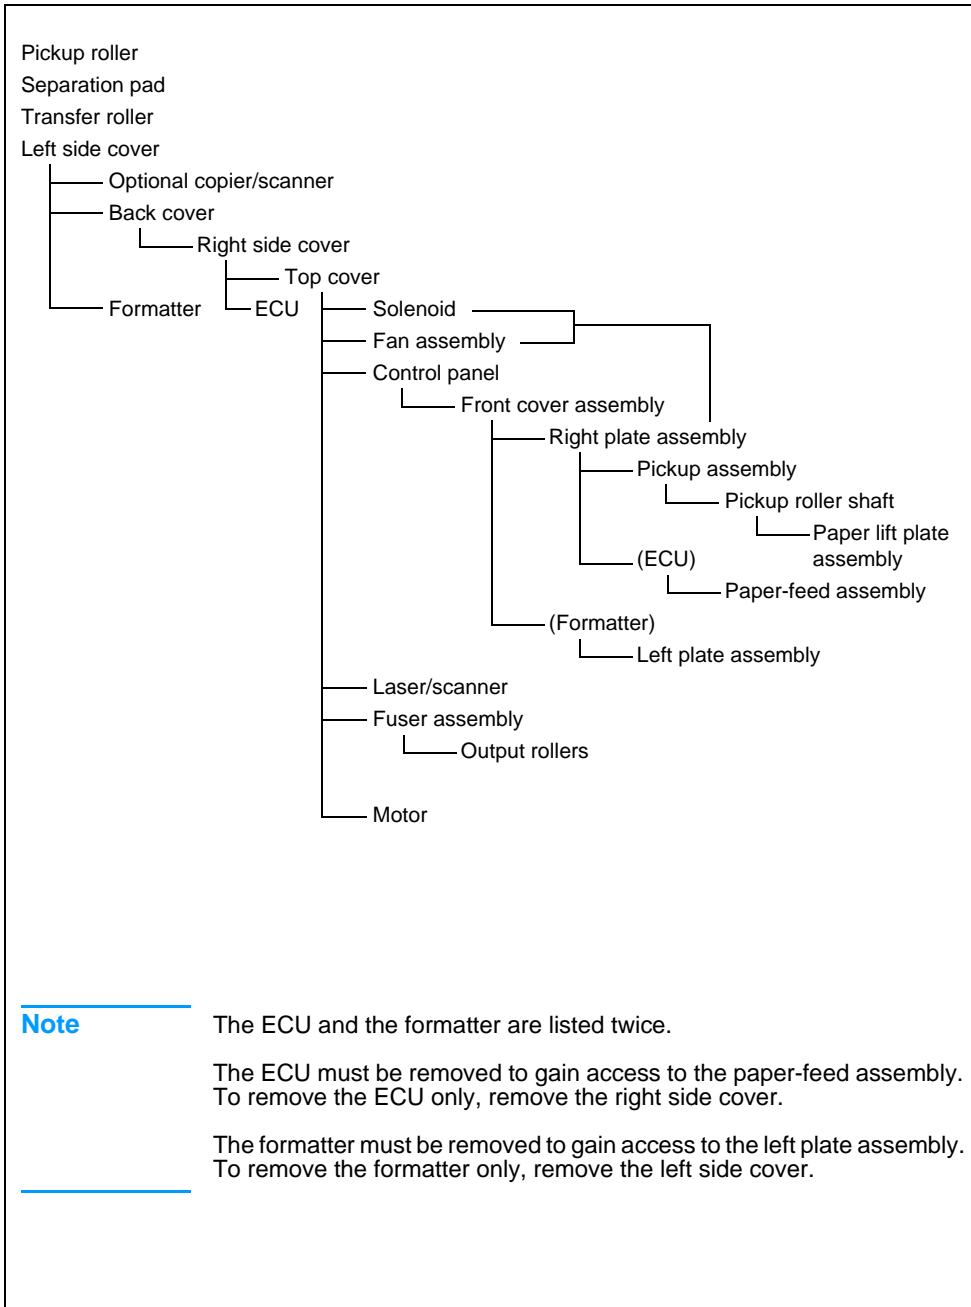 Pickup roller
Separation pad
Transfer roller
Left side cover
Optional copier/scanner
Back cover
Right side cover
Top cover
Formatter
ECU
Solenoid
Fan assembly
Control panel
Front cover assembly
Right plate assembly
Pickup assembly
Pickup roller shaft
Paper lift plate
assembly
(ECU)
Paper-feed assembly
(Formatter)
Left plate assembly
Laser/scanner
Fuser assembly
Output rollers
Motor
Note
The ECU and the formatter are listed twice.
The ECU must be removed to gain access to the paper-feed assembly.
To remove the ECU only, remove the right side cover.
The formatter must be removed to gain access to the left plate assembly.
To remove the formatter only, remove the left side cover.